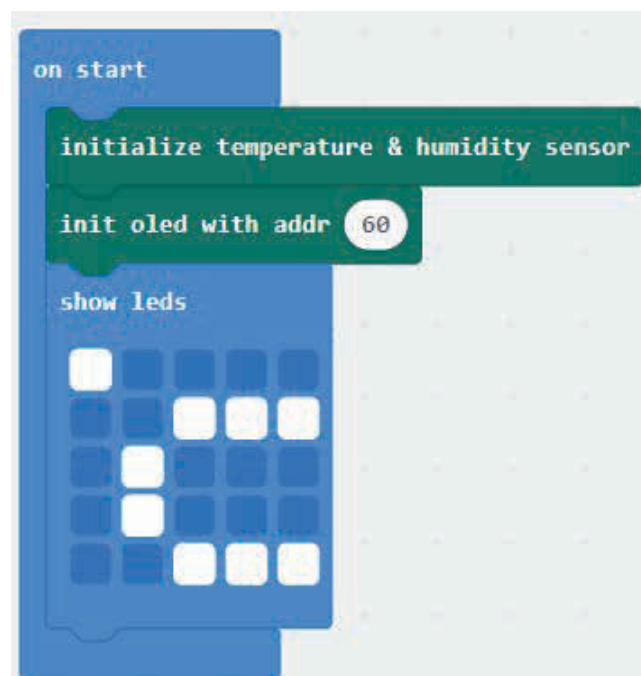 on start
initialize temperature & humidity sensor
init oled with addr 60
show leds